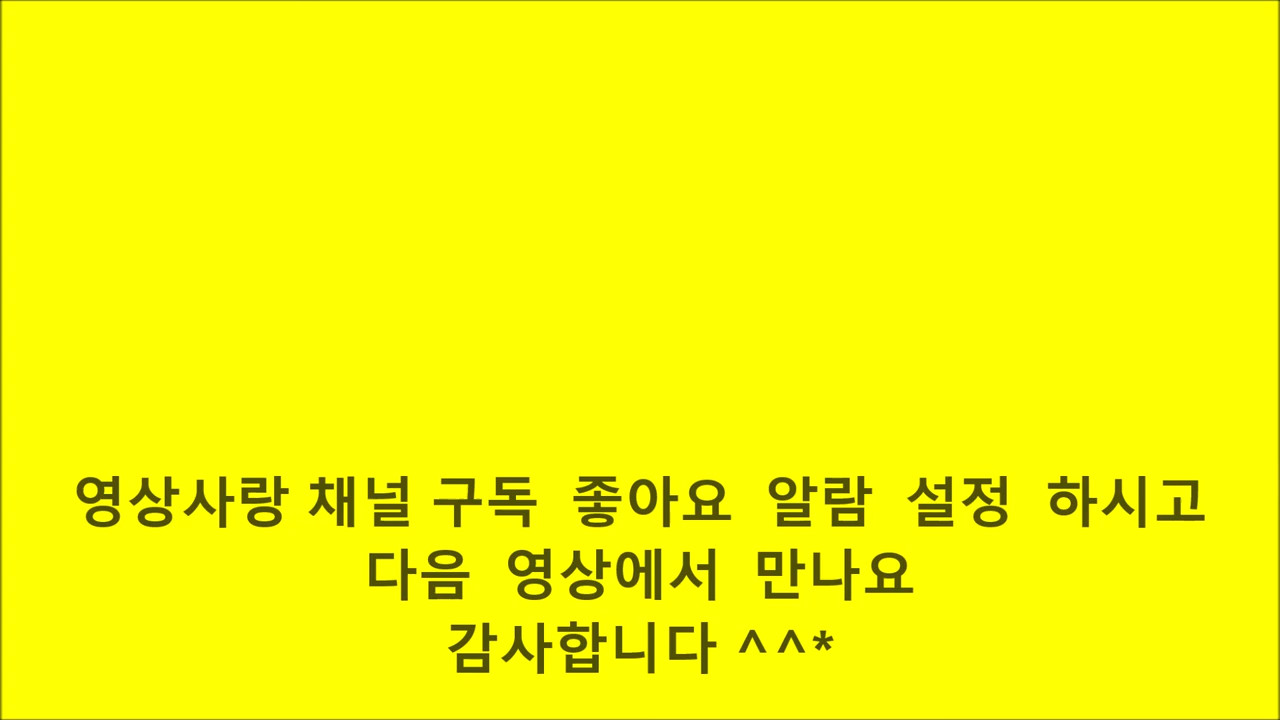 영상사랑 채널 구독 좋아요 알람 설정 하시고
다음 영상에서 만나요
감사합니다 ^^*